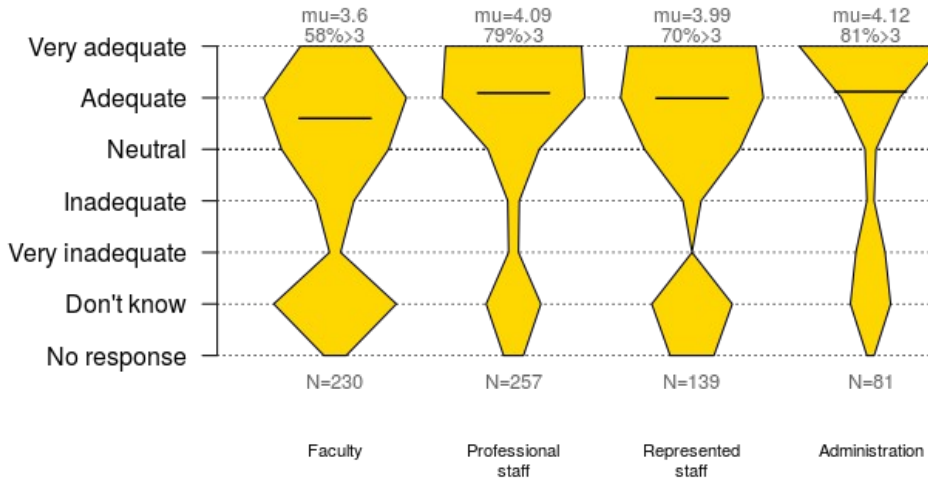 mu=3.6 mu=4.09 mu=3.99 mu=4.12
58%>3 79%>3 70%>3 81%>3
Very adequate
Adequate
Neutral
Inadequate
Very inadequate
Don't know
No response
N=230 N=257 N=139 N=81
Faculty Professional Represented Administration
staff staff